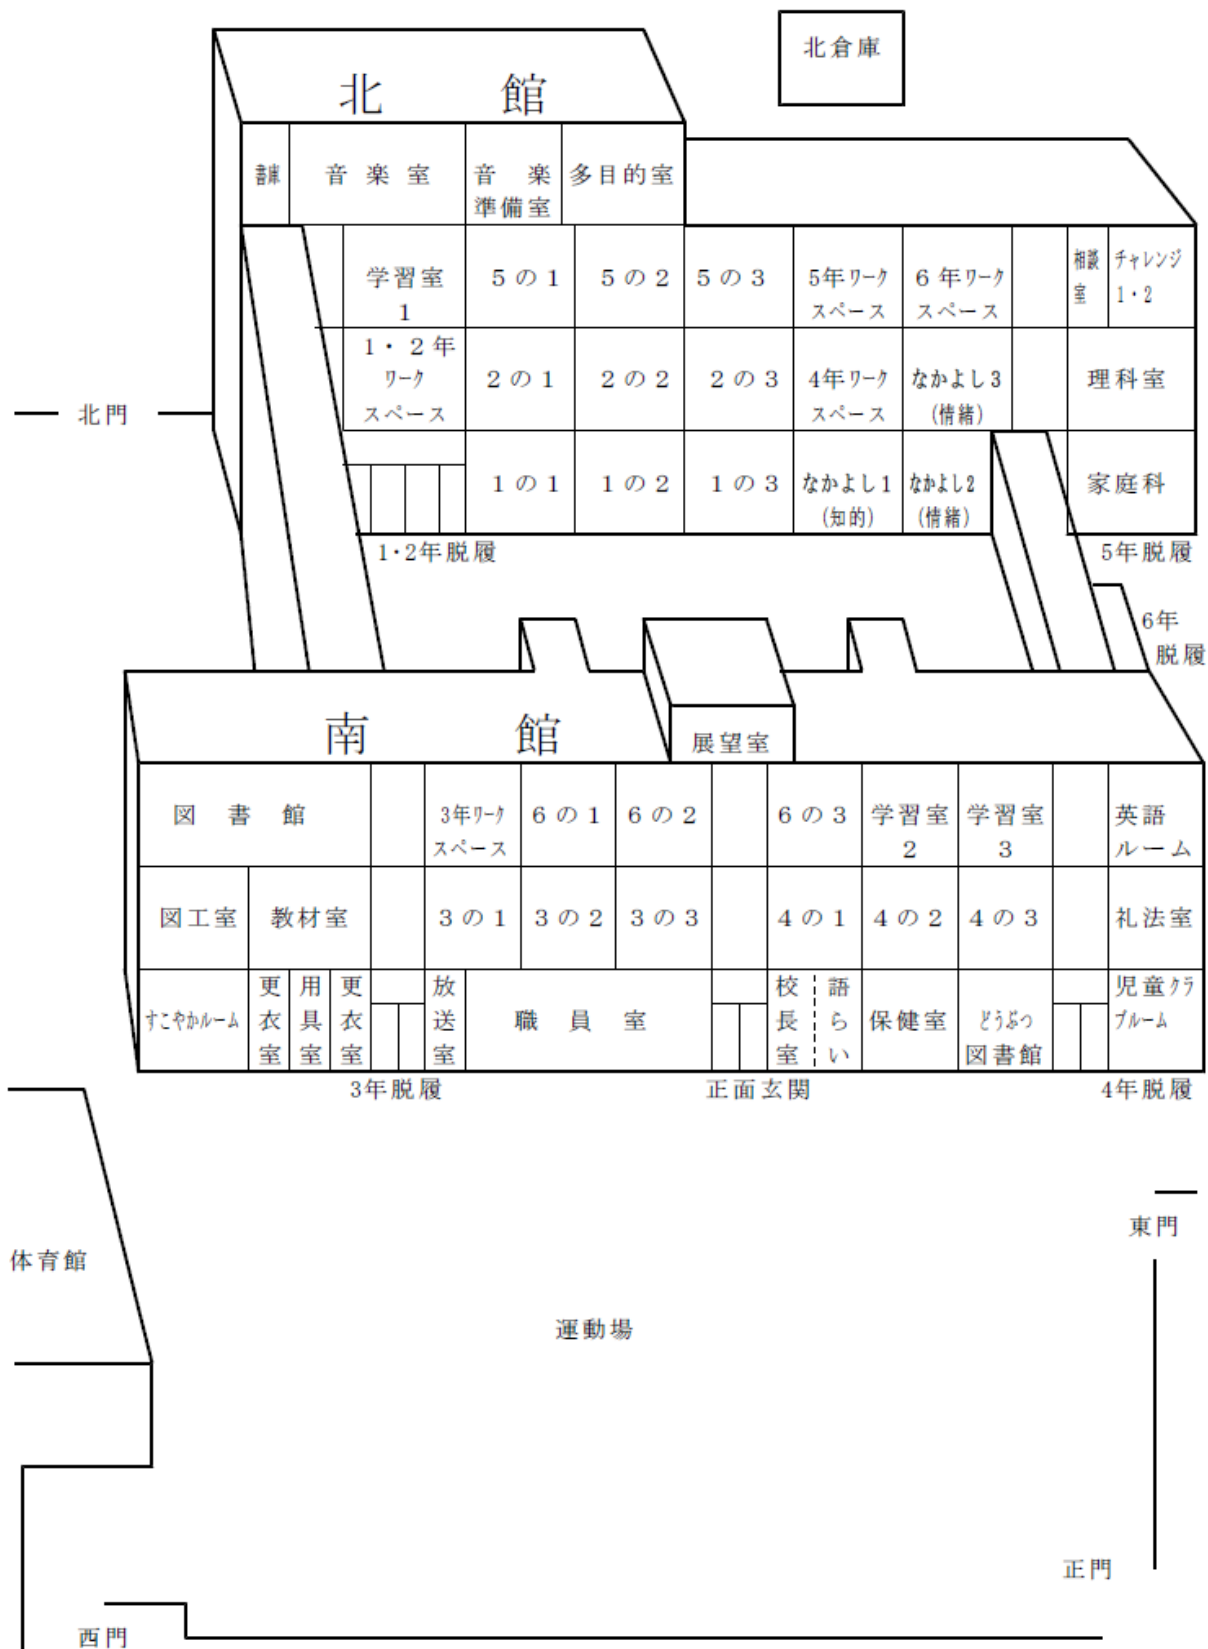 北倉庫
北 館
書庫 音楽室 音楽 多目的室
準備室
学習室 5の1 5の2 5の3 5年ワーク 6年ワーク 相談 チャレンジ
1 スペース スペース 室 1・2
1・2年
ワーク 2の1 2の2 2の3 4年ワーク なかよし3 理科室
スペース スペース (情緒)
北門
1の1 1の2 1の3 なかよし1 なかよし2 家庭科
(知的) (情緒)
1・2年脱履 5年脱履
6年
脱履
南 館
展望室
図書館 3年ワーク 6の1 6の2 6の3 学習室 学習室 英語
スペース 2 3 ルーム
図工室 教材室 3の1 3の2 3の3 4の1 4の2 4の3 礼法室
すこやかルーム 更衣室 用具室 更衣室 放送室 職員室 校長室 語らい 保健室 どうぶつ 児童クラ
図書館 ブルーム
3年脱履 正面玄関 4年脱履
東門
体育館
運動場
正門
西門